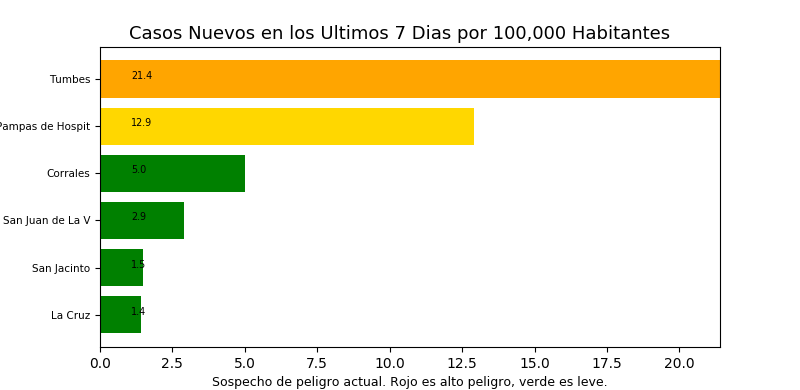 Casos Nuevos en los Ultimos 7 Dias por 100,000 Habitantes
Tumbes 21.4
Pampas de Hospit 12.9
Corrales 5.0
San Juan de La V 2.9
San Jacinto 1.5
La Cruz 1.4
0.0 2.5 5.0 7.5 10.0 12.5 15.0 17.5 20.0
Sospecho de peligro actual. Rojo es alto peligro, verde es leve.